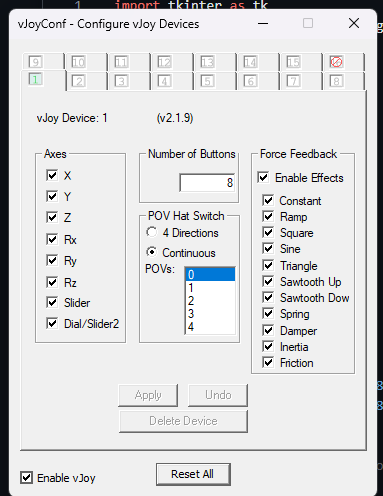 1 import tkinter as tk
vJoyConf - Configure vJoy Devices
9 10 11 12 13 14 15
1 2 3 4 5 6 7 8
vJoy Device: 1 (v2.1.9)
Axes
X
Y
Z
Rx
Ry
Rz
Slider
Dial/Slider2
Number of Buttons
8
POV Hat Switch
4 Directions
Continuous
POVs:
0
1
2
3
4
Force Feedback
Enable Effects
Constant
Ramp
Square
Sine
Triangle
Sawtooth Up
Sawtooth Dow
Spring
Damper
Inertia
Friction
Apply Undo
Delete Device
Enable vJoy Reset All